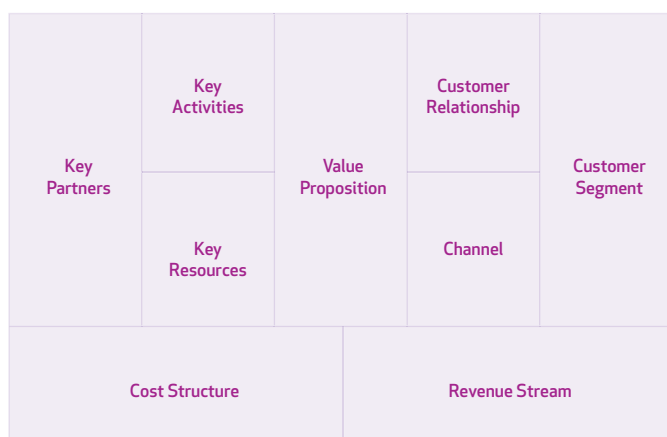 Key
Partners
Key
Activities
Key
Resources
Value
Proposition
Customer
Relationship
Channel
Customer
Segment
Cost Structure
Revenue Stream